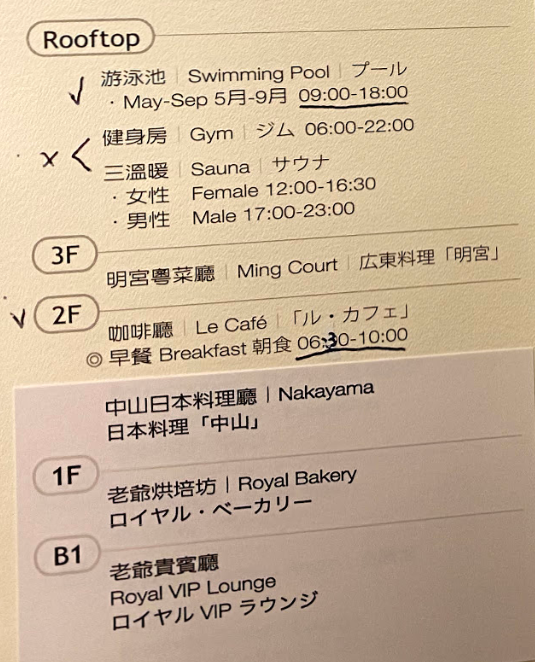 Rooftop
游泳池 | Swimming Pool | プール
・May-Sep 5月-9月 09:00-18:00
健身房 | Gym | ジム 06:00-22:00
三溫暖 | Sauna | サウナ
・女性 Female 12:00-16:30
・男性 Male 17:00-23:00
3F
明宮粵菜廳 | Ming Court | 広東料理「明宮」
2F
咖啡廳 | Le Café | 「ル・カフェ」
◎ 早餐 Breakfast 朝食 06:30-10:00
中山日本料理廳 | Nakayama
日本料理「中山」
1F
老爺烘培坊 | Royal Bakery
ロイヤル・ベーカリー
B1
老爺貴賓廳
Royal VIP Lounge
ロイヤル VIP ラウンジ